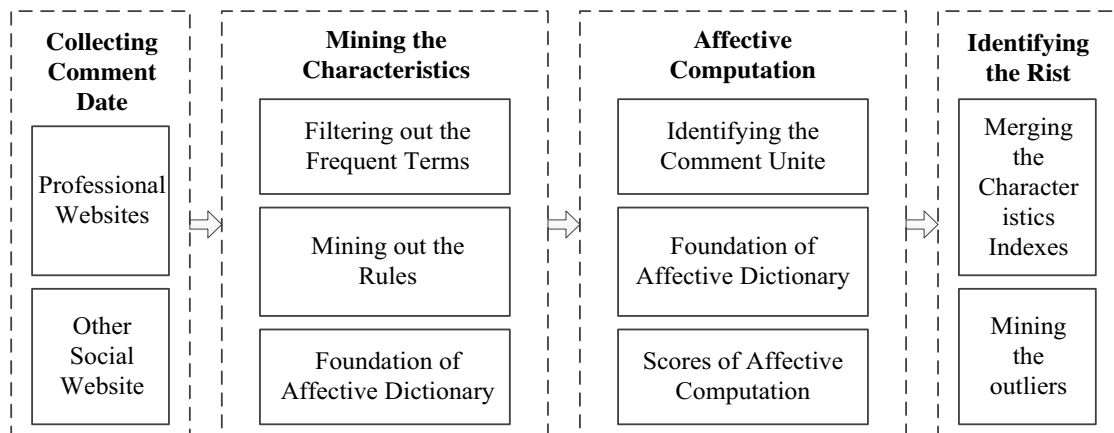 Collecting
Comment
Date
Professional
Websites
Other
Social
Website
Mining the
Characteristics
Filtering out the
Frequent Terms
Mining out the
Rules
Foundation of
Affective Dictionary
Affective
Computation
Identifying the
Comment Unite
Foundation of
Affective Dictionary
Scores of Affective
Computation
Identifying
the Rist
Merging
the
Character
istics
Indexes
Mining
the
outliers